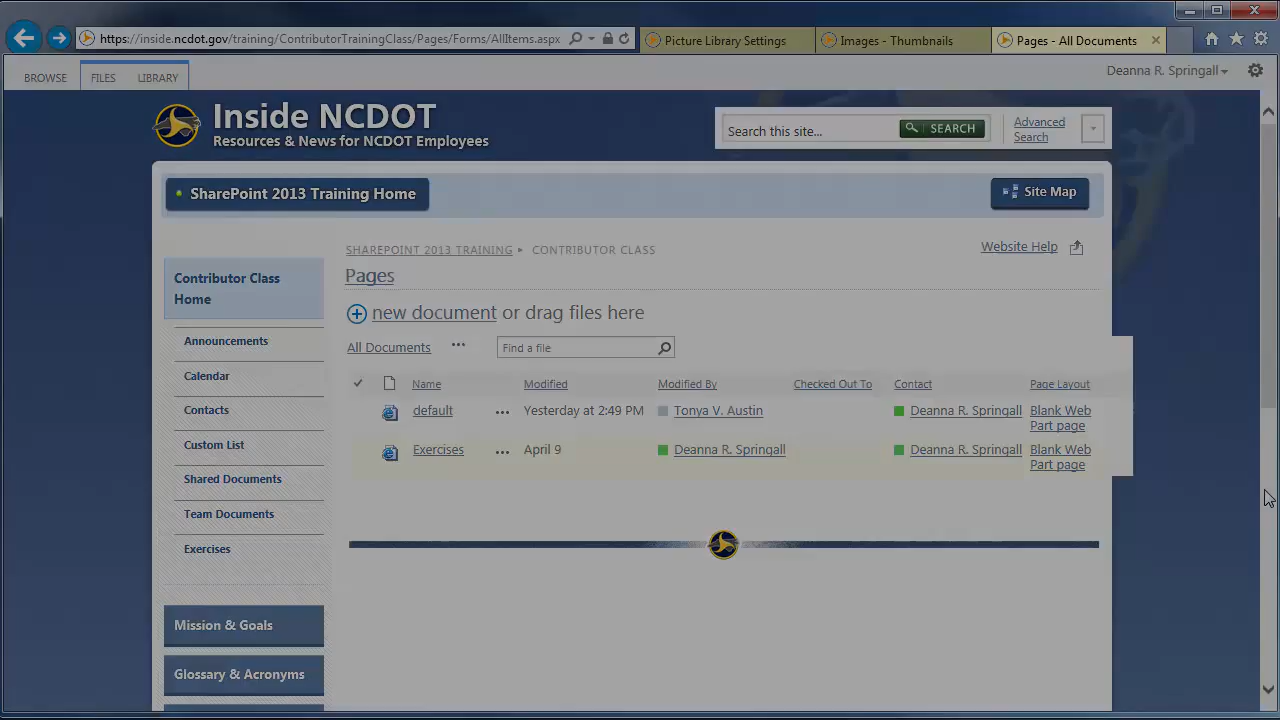 https://inside.ncdot.gov/training/ContributorTrainingClass/Pages/Forms/AllItems.aspx
Picture Library Settings
Images - Thumbnails
Pages - All Documents
BROWSE
FILES
LIBRARY
Deanna R. Springall
Inside NCDOT
Resources & News for NCDOT Employees
Search this site...
SEARCH
Advanced
Search
SharePoint 2013 Training Home
Site Map
SHAREPOINT 2013 TRAINING
CONTRIBUTOR CLASS
Website Help
Pages
new document or drag files here
All Documents
Find a file
Name Modified Modified By Checked Out To Contact Page Layout
default Yesterday at 2:49 PM Tonya V. Austin Deanna R. Springall Blank Web
Part page
Exercises April 9 Deanna R. Springall Deanna R. Springall Blank Web
Part page
Contributor Class
Home
Announcements
Calendar
Contacts
Custom List
Shared Documents
Team Documents
Exercises
Mission & Goals
Glossary & Acronyms